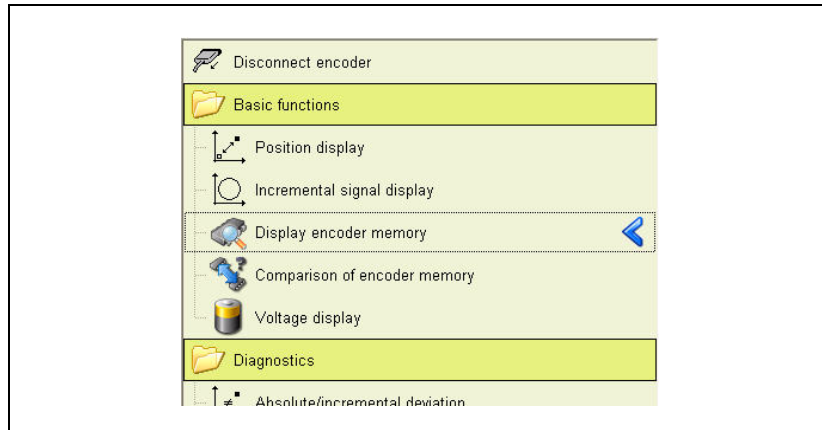 Disconnect encoder
Basic functions
Position display
Incremental signal display
Display encoder memory
Comparison of encoder memory
Voltage display
Diagnostics
Absolute/incremental deviation